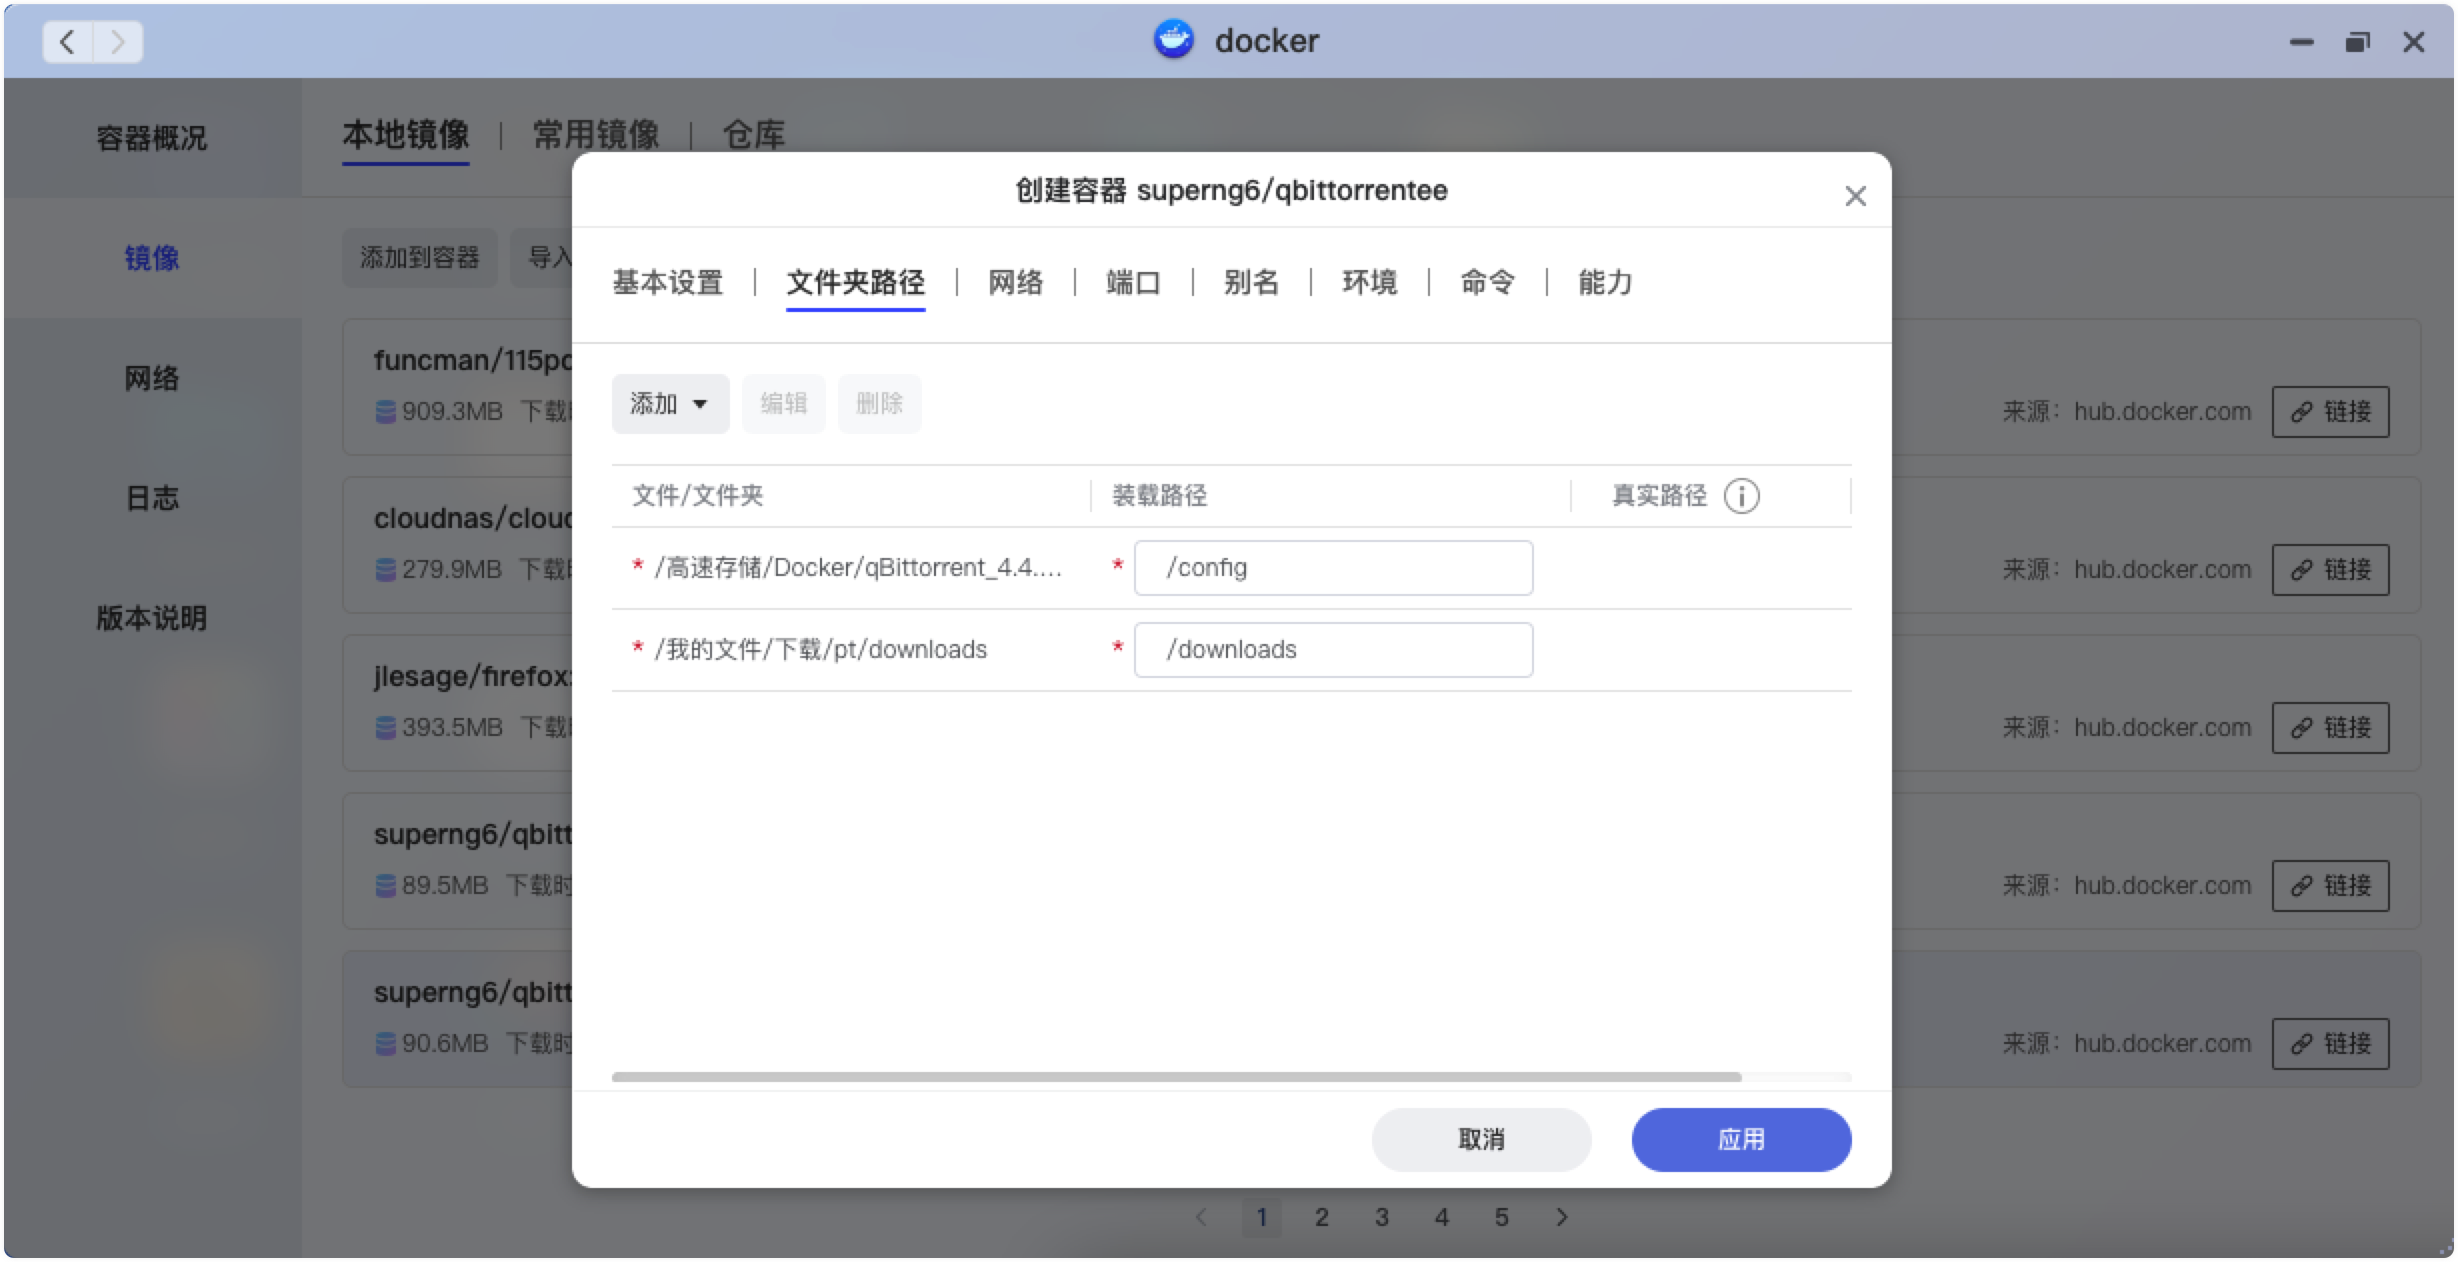 docker
容器概况
镜像
网络
日志
版本说明
本地镜像 | 常用镜像 | 仓库
添加到容器 导入
funcman/115pc
909.3MB 下载
来源：hub.docker.com 链接
cloudnas/clouc
279.9MB 下载
来源：hub.docker.com 链接
jlesage/firefox:
393.5MB 下载
来源：hub.docker.com 链接
superng6/qbitt
89.5MB 下载时
来源：hub.docker.com 链接
superng6/qbitt
90.6MB 下载时
来源：hub.docker.com 链接
创建容器 superng6/qbittorrentee
基本设置 | 文件夹路径 | 网络 | 端口 | 别名 | 环境 | 命令 | 能力
添加 编辑 删除
文件/文件夹 装载路径 真实路径
* /高速存储/Docker/qBittorrent_4.4.... * /config
* /我的文件/下载/pt/downloads * /downloads
取消 应用
1 2 3 4 5